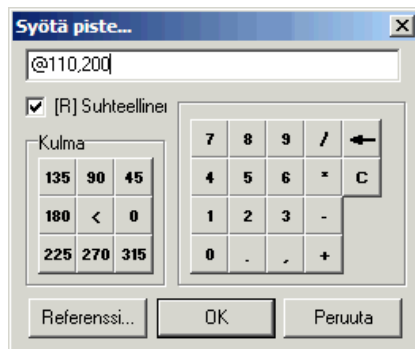 Syötä piste...
@110,200
[R] Suhteelliner
Kulma
135 90 45
180 < 0
225 270 315
7 8 9 /
4 5 6 * C
1 2 3 -
0 . , +
Referenssi... OK Peruuta